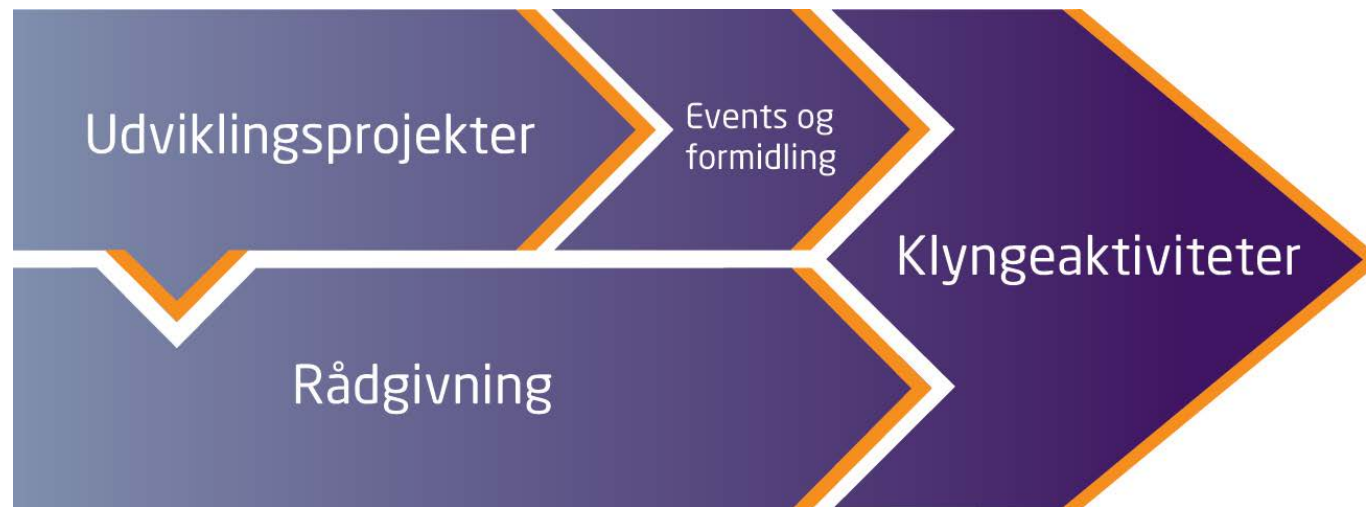 Udviklingsprojekter
Events og
formidling
Klyngeaktiviteter
Rådgivning